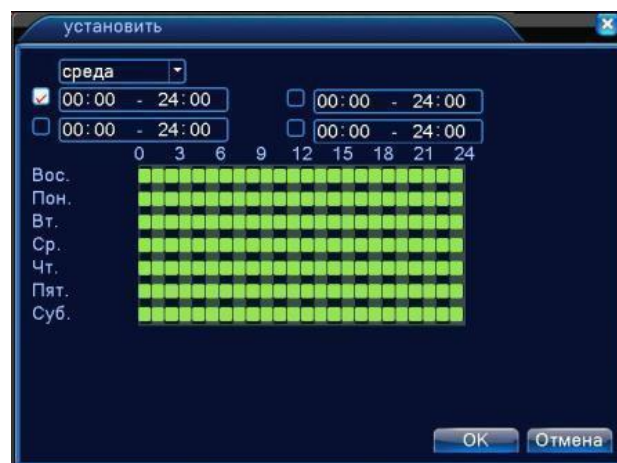 установить
среда
00:00 - 24:00 00:00 - 24:00
00:00 - 24:00 00:00 - 24:00
0 3 6 9 12 15 18 21 24
Вос.
Пон.
Вт.
Ср.
Чт.
Пят.
Суб.
OK Отмена